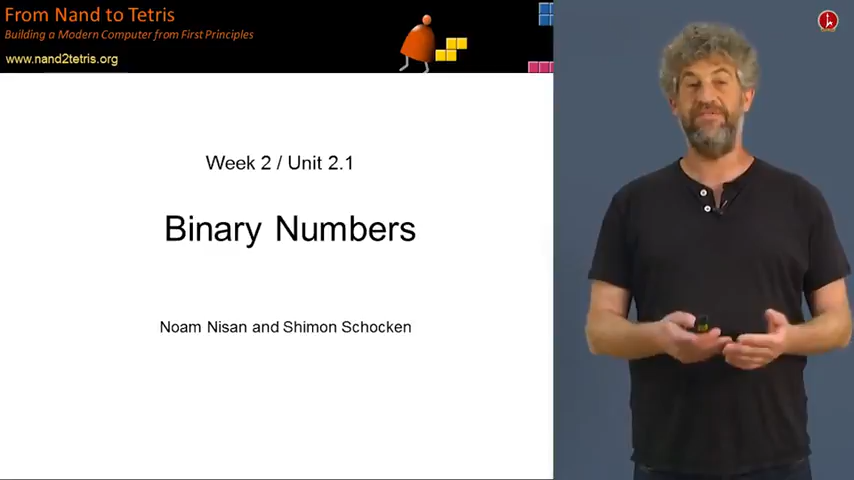 From Nand to Tetris
Building a Modern Computer from First Principles
www.nand2tetris.org
Week 2 / Unit 2.1
Binary Numbers
Noam Nisan and Shimon Schocken